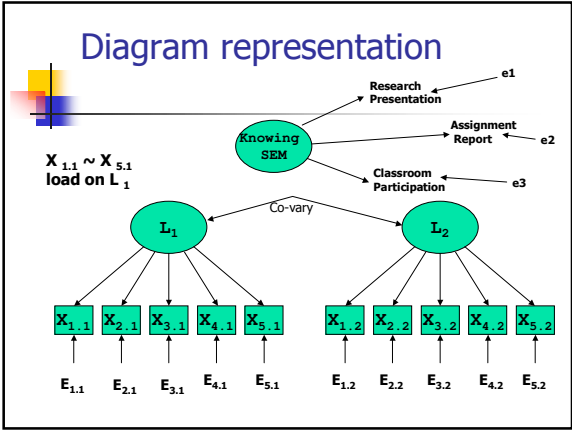 Diagram representation
e1
Research
Presentation
Knowing
SEM
Assignment
Report
e2
X 1.1 ~ X 5.1
load on L 1
Classroom
Participation
e3
Co-vary
L1
L2
X1.1 X2.1 X3.1 X4.1 X5.1 X1.2 X2.2 X3.2 X4.2 X5.2
E1.1 E2.1 E3.1 E4.1 E5.1 E1.2 E2.2 E3.2 E4.2 E5.2